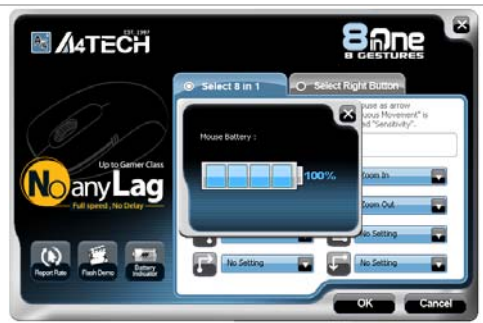 EST. 1987
A4TECH
8 in One
8 GESTURES
Select 8 in 1
Select Right Button
ouse as arrow
uous Movement" is
nd "Sensitivity".
Mouse Battery :
100%
Zoom In
Zoom Out
No Setting
No Setting
No Setting
Up to Gamer Class
No any Lag
Full speed , No Delay
Report Rate
Flash Demo
Battery Indicator
OK
Cancel